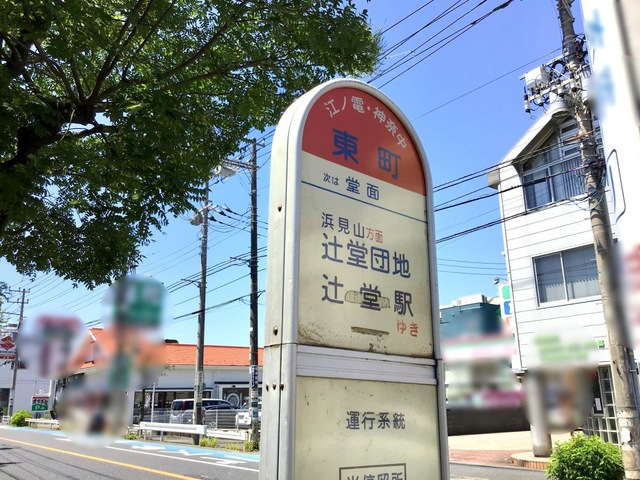 江ノ電・神奈中
東町
次は 堂面
浜見山方面
辻堂団地
辻堂駅
ゆき
運行系統